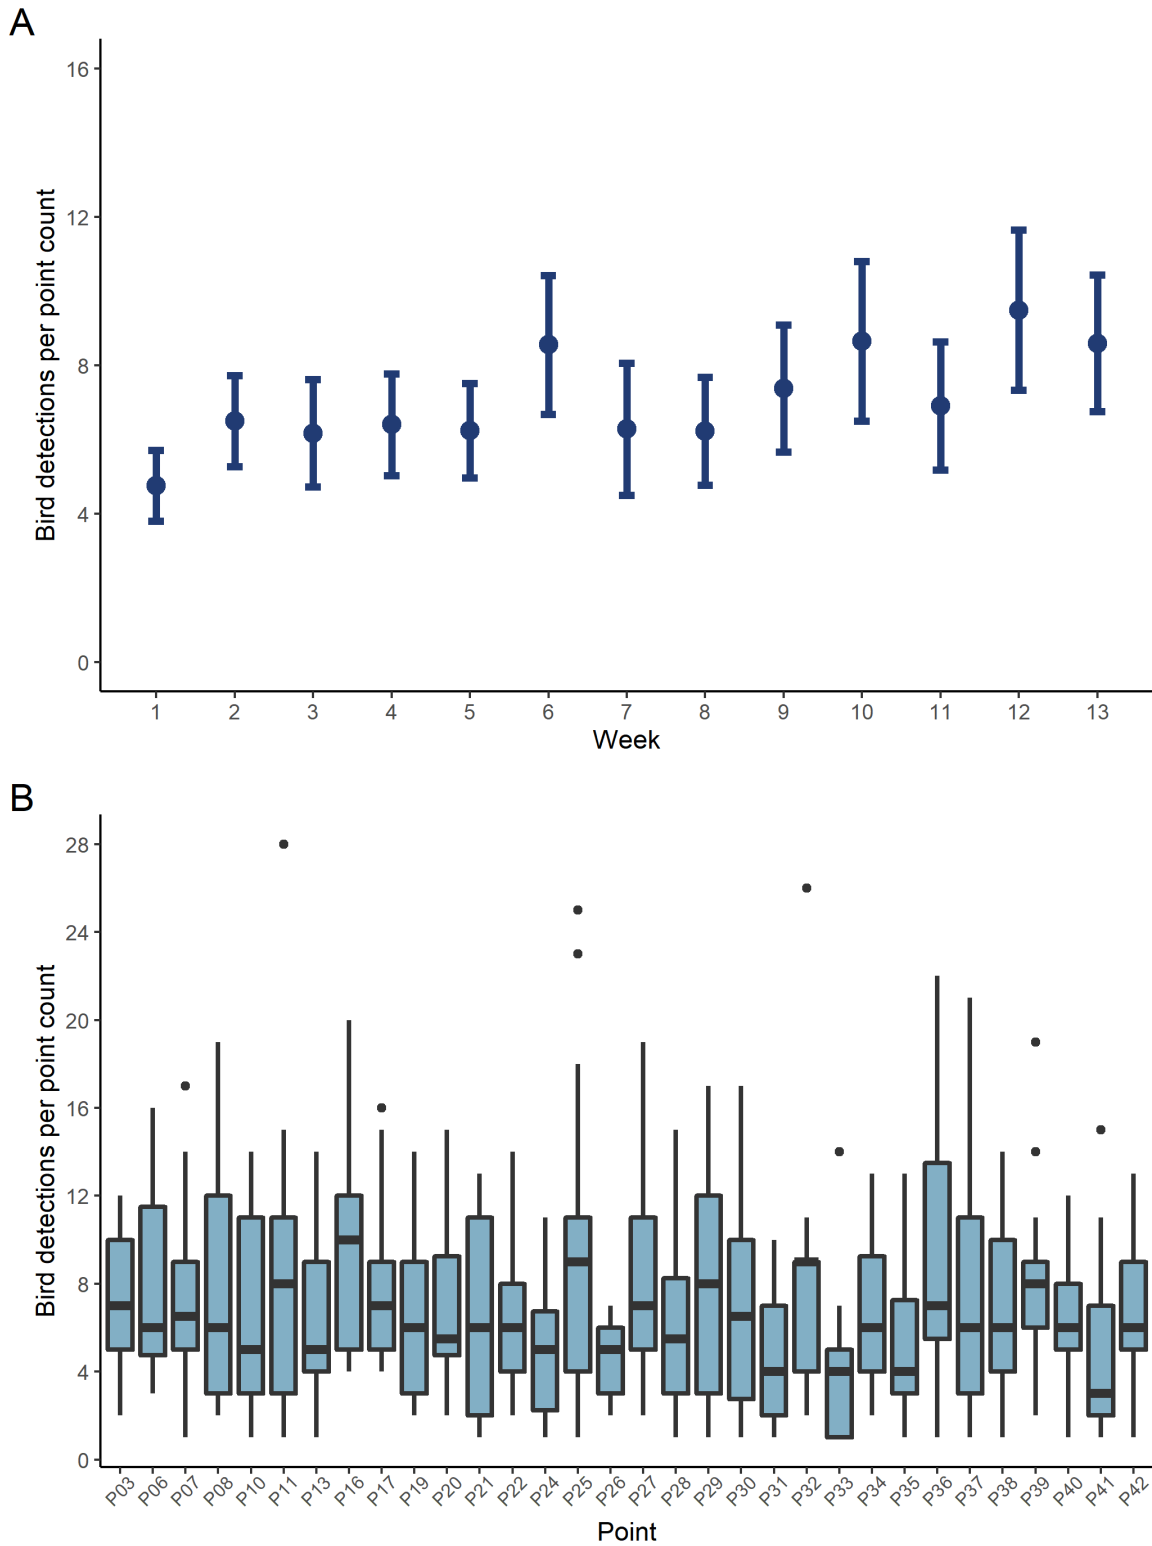 A
Bird detections per point count
16
12
8
4
0
1 2 3 4 5 6 7 8 9 10 11 12 13
Week
B
Bird detections per point count
28
24
20
16
12
8
4
0
P03 P06 P07 P08 P10 P11 P13 P16 P17 P19 P20 P21 P22 P24 P25 P26 P27 P28 P29 P30 P31 P32 P33 P34 P35 P36 P37 P38 P39 P40 P41 P42
Point